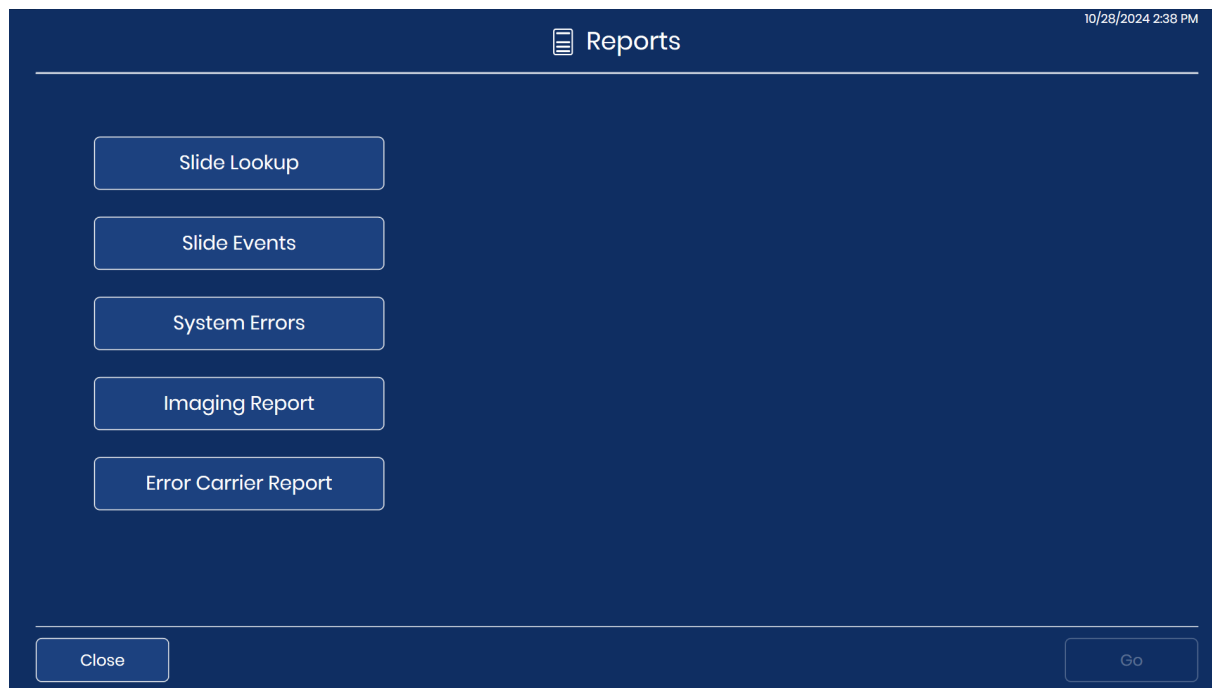 10/28/2024 2:38 PM
Reports
Slide Lookup
Slide Events
System Errors
Imaging Report
Error Carrier Report
Close
Go